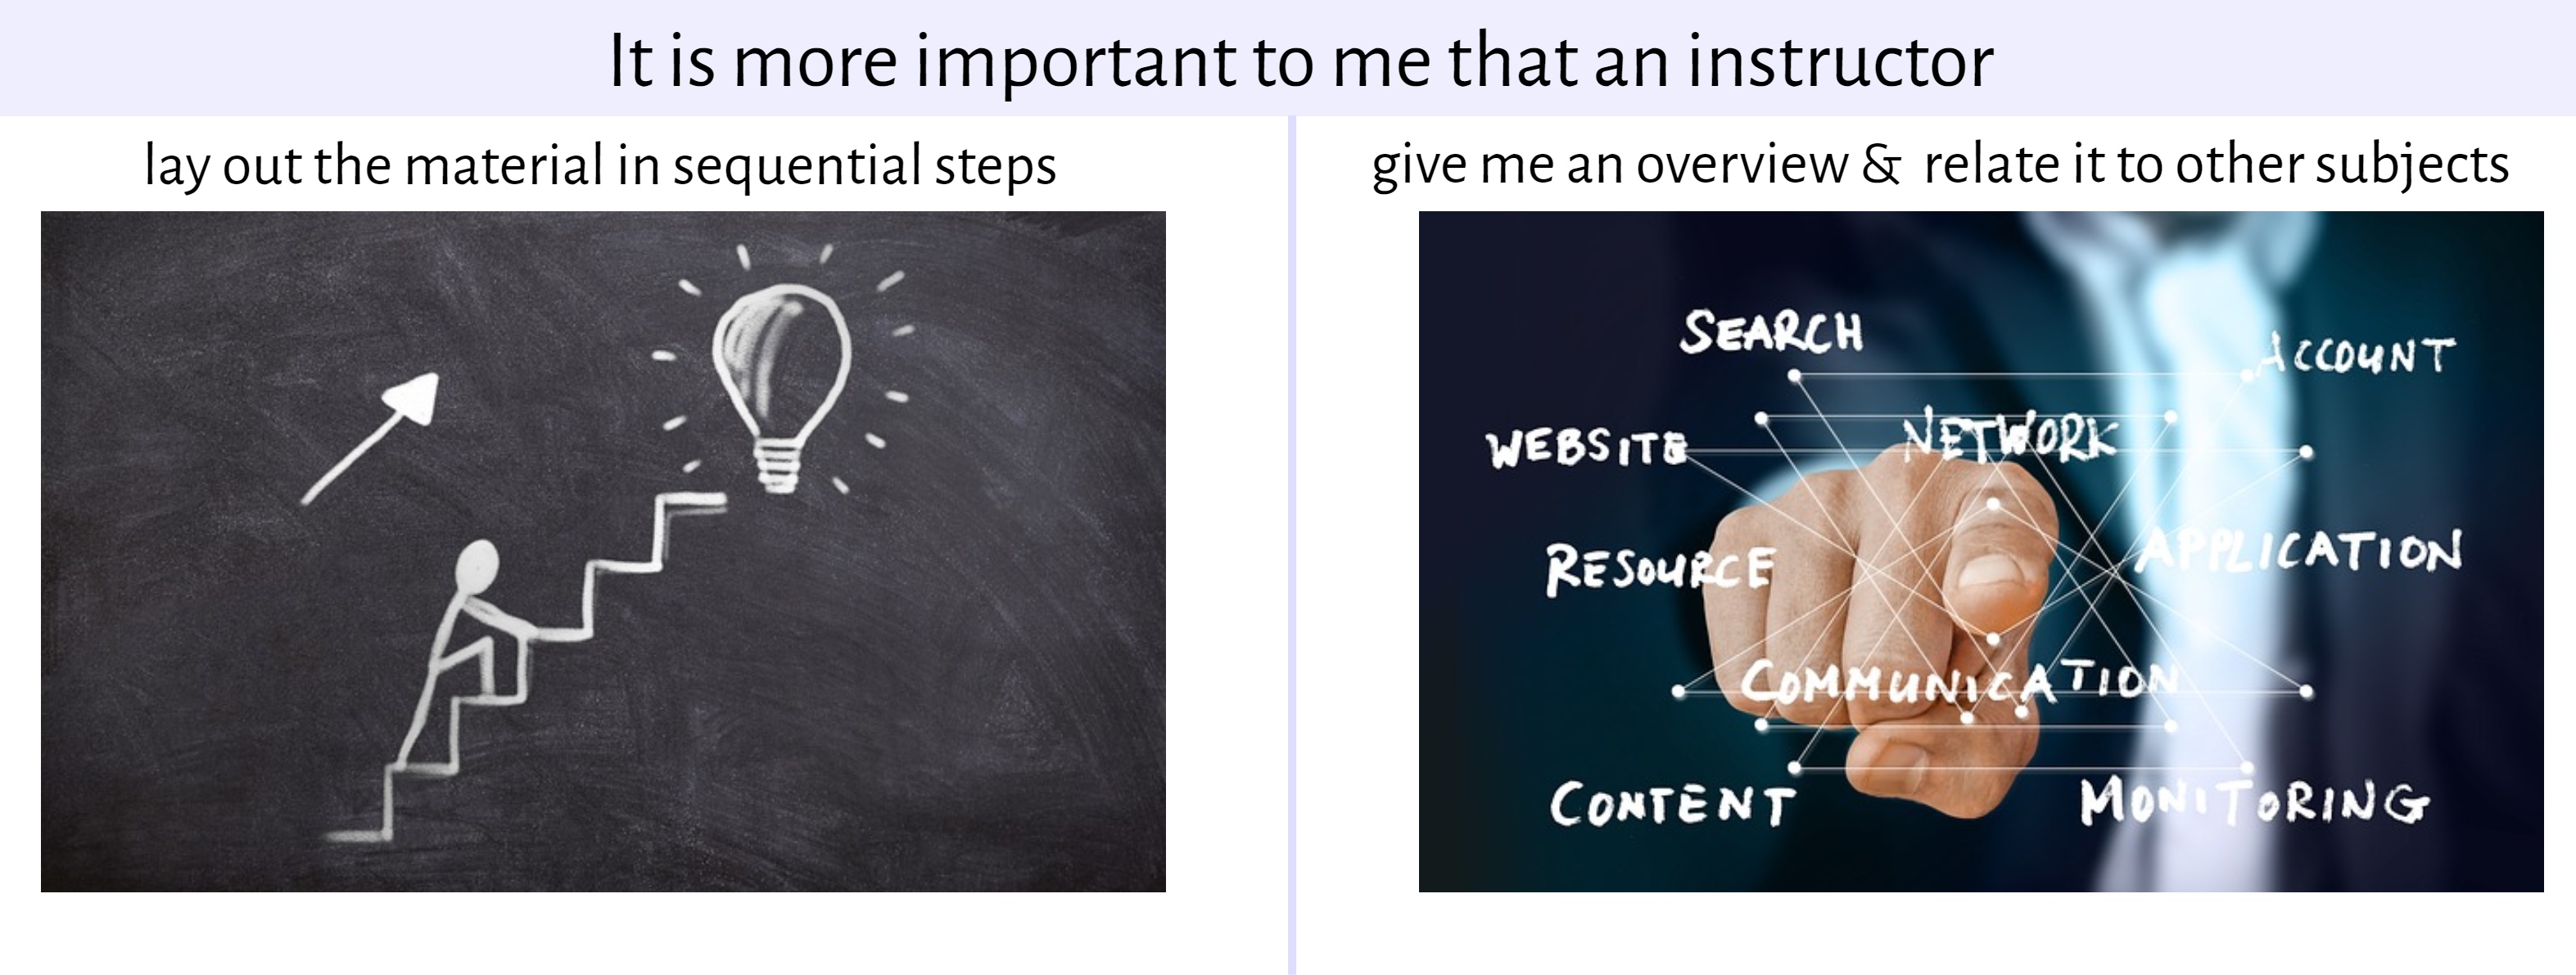 It is more important to me that an instructor
lay out the material in sequential steps
give me an overview & relate it to other subjects
SEARCH
ACCOUNT
NETWORK
WEBSITE
APPLICATION
RESOURCE
COMMUNICATION
CONTENT
MONITORING